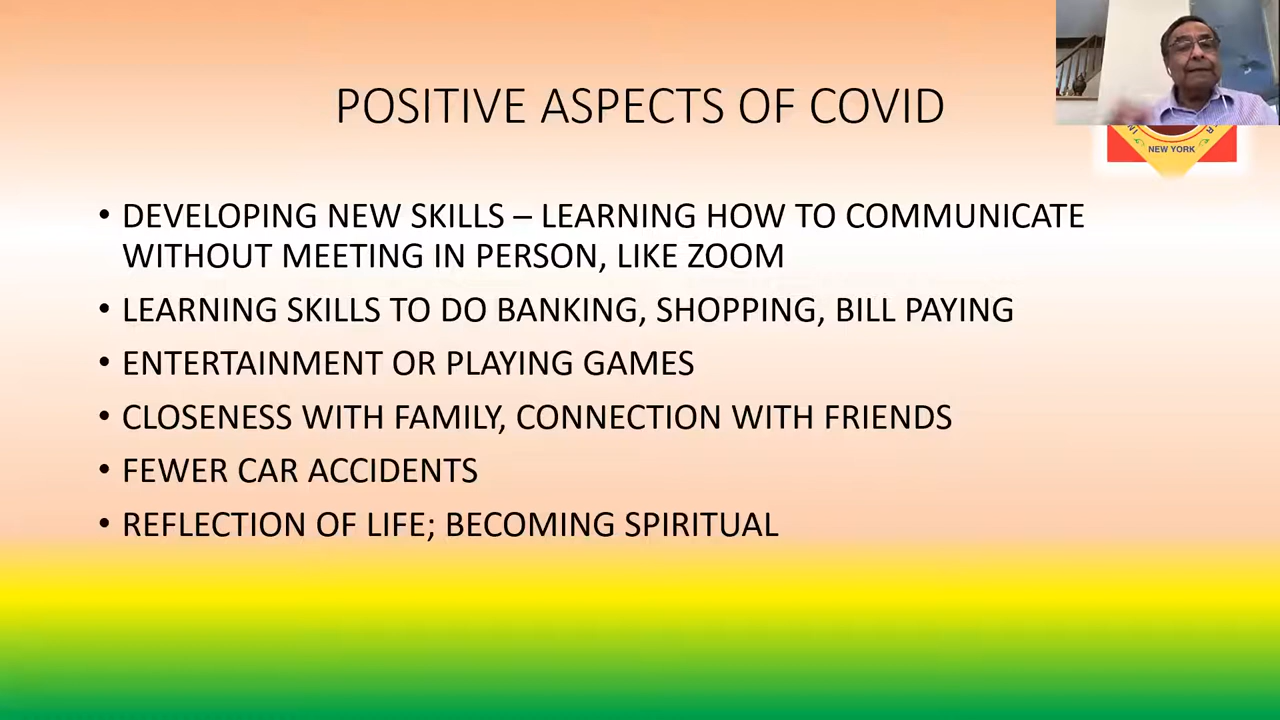 POSITIVE ASPECTS OF COVID
NEW YORK
• DEVELOPING NEW SKILLS – LEARNING HOW TO COMMUNICATE
WITHOUT MEETING IN PERSON, LIKE ZOOM
• LEARNING SKILLS TO DO BANKING, SHOPPING, BILL PAYING
• ENTERTAINMENT OR PLAYING GAMES
• CLOSENESS WITH FAMILY, CONNECTION WITH FRIENDS
• FEWER CAR ACCIDENTS
• REFLECTION OF LIFE; BECOMING SPIRITUAL